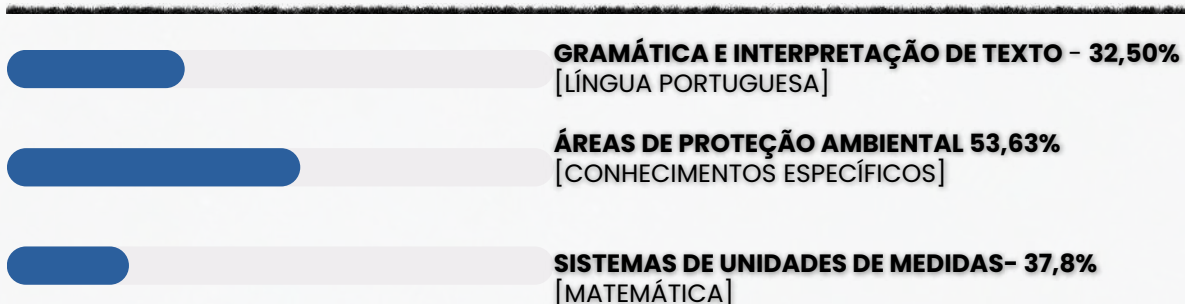 GRAMÁTICA E INTERPRETAÇÃO DE TEXTO - 32,50%
[LÍNGUA PORTUGUESA]
ÁREAS DE PROTEÇÃO AMBIENTAL 53,63%
[CONHECIMENTOS ESPECÍFICOS]
SISTEMAS DE UNIDADES DE MEDIDAS- 37,8%
[MATEMÁTICA]